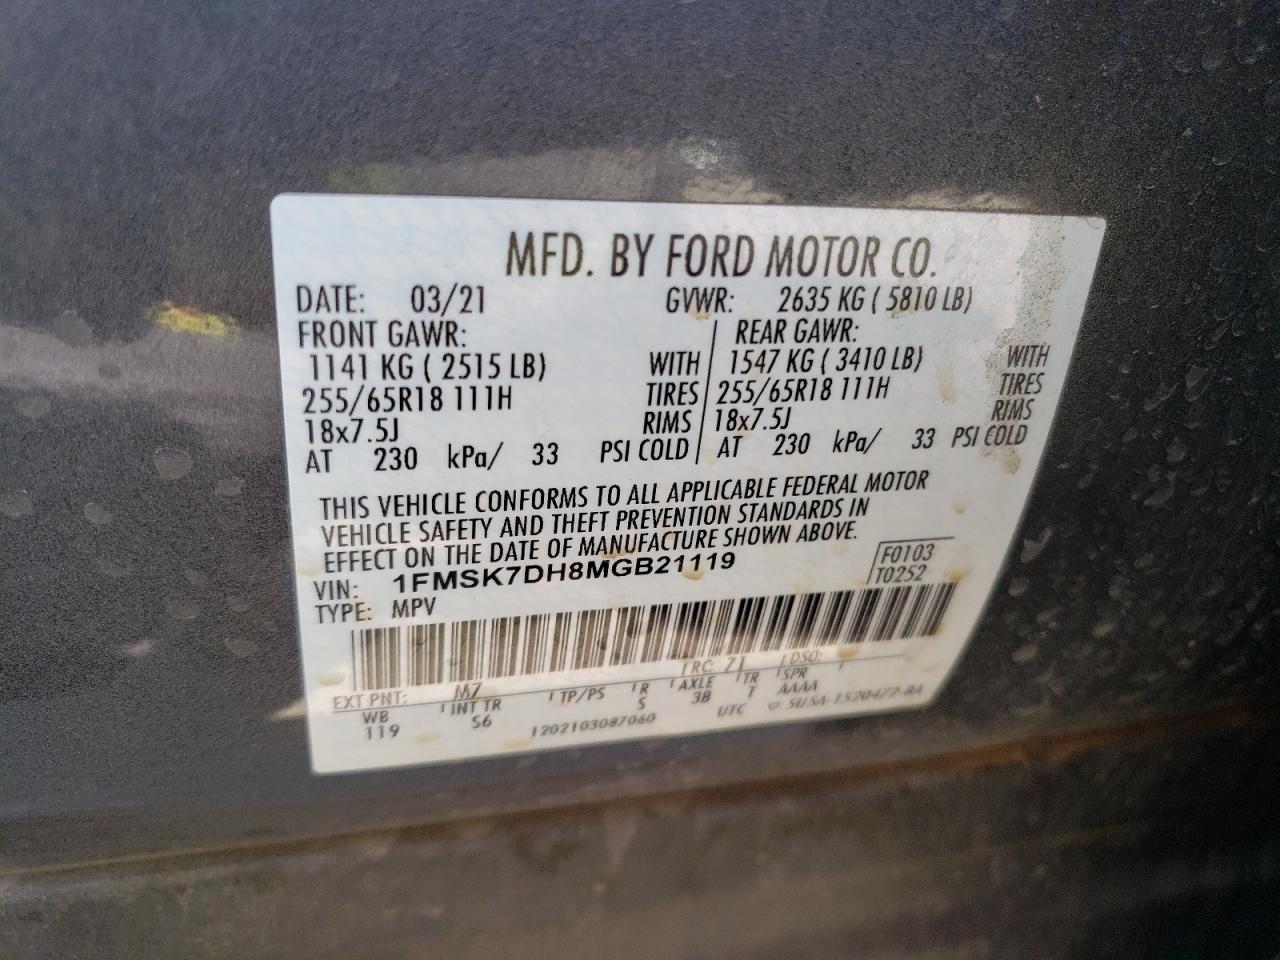 MFD. BY FORD MOTOR CO.
DATE: 03/21 GVWR: 2635 KG ( 5810 LB)
FRONT GAWR: REAR GAWR:
1141 KG ( 2515 LB) WITH 1547 KG ( 3410 LB) WITH
255/65R18 111H TIRES 255/65R18 111H TIRES
18x7.5J RIMS 18x7.5J RIMS
AT 230 kPa/ 33 PSI COLD AT 230 kPa/ 33 PSI COLD
THIS VEHICLE CONFORMS TO ALL APPLICABLE FEDERAL MOTOR
VEHICLE SAFETY AND THEFT PREVENTION STANDARDS IN
EFFECT ON THE DATE OF MANUFACTURE SHOWN ABOVE.
VIN: 1FMSK7DH8MGB21119 F0103
TYPE: MPV T0252
EXT PNT: M7 RC: 71 DSO:
WB INT TR TP/PS R AXLE TR SPR
119 S6 S 38 T AAAA
1202103087060 UTC